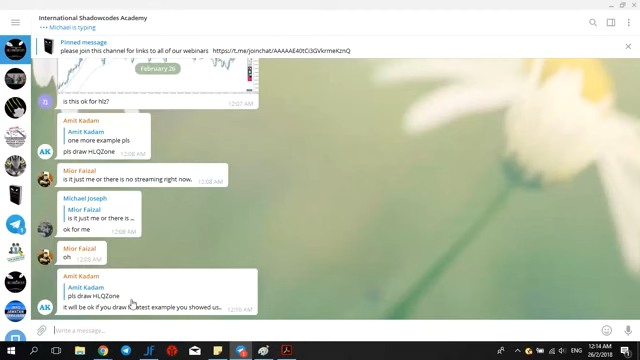 International Shadowcodes Academy
Michael is typing
Pinned message
please join this channel for links to all of our webinars https://t.me/joinchat/AAAAAE40tCi3GVkrmeKznQ
February 26
is this ok for hlz?
12:07 AM
Amit Kadam
Amit Kadam
one more example pls
pls draw HLQZone
12:08 AM
AK
Mior Faizal
is it just me or there is no streaming right now.
12:08 AM
Michael Joseph
Mior Faizal
is it just me or there is ...
ok for me
12:08 AM
Mior Faizal
oh
12:09 AM
Amit Kadam
Amit Kadam
pls draw HLQZone
It will be ok if you draw latest example you showed us..
12:10 AM
AK
Write a message...
ENG
12:14 AM
26/2/2018